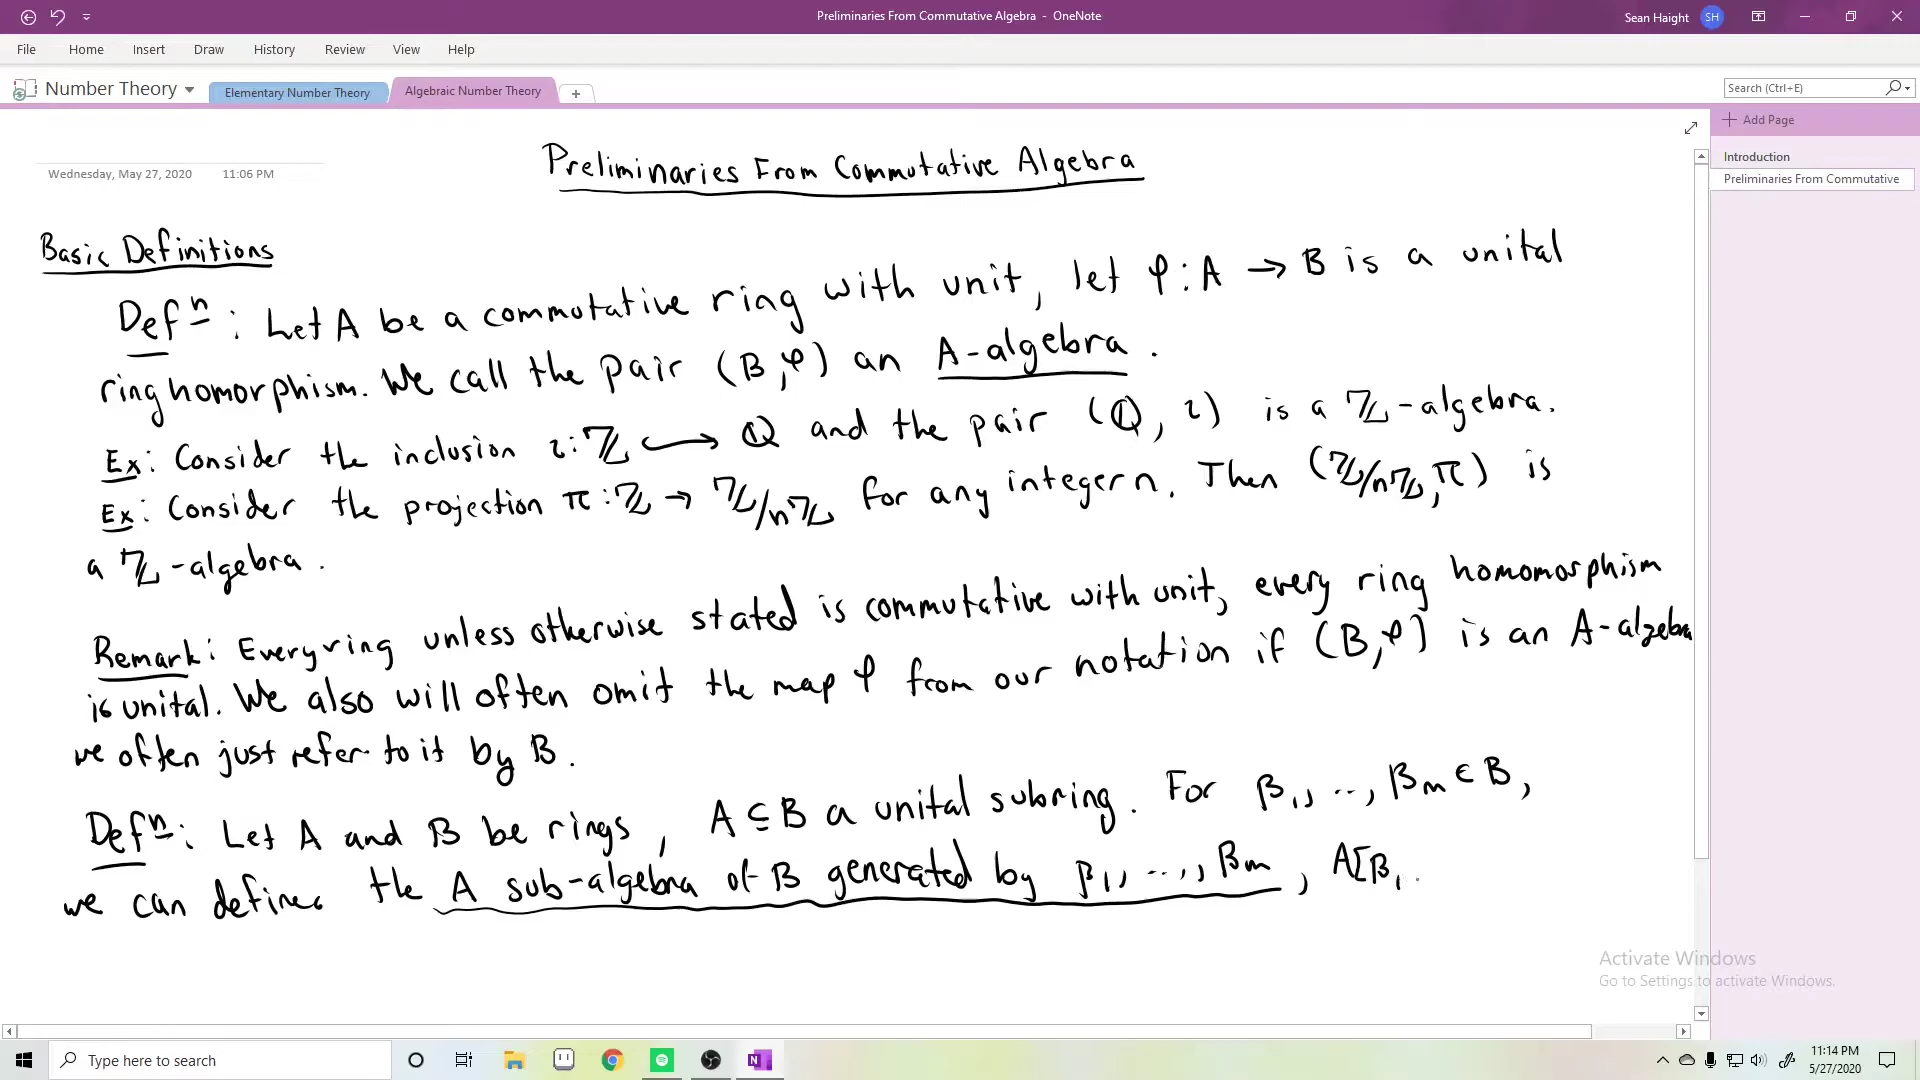 Preliminaries From Commutative Algebra - OneNote
Sean Haight SH
File Home Insert Draw History Review View Help
Number Theory Elementary Number Theory Algebraic Number Theory +
Search (Ctrl+E)
Add Page
Introduction
Preliminaries From Commutative
Wednesday, May 27, 2020 11:06 PM
Preliminaries From Commutative Algebra
Basic Definitions
Defⁿ: Let A be a commutative ring with unit, let φ: A → B is a unital
ring homorphism. We call the pair (B, φ) an A-algebra.
Ex: Consider the inclusion ι: ℤ ↪ ℚ and the pair (ℚ, ι) is a ℤ-algebra.
Ex: Consider the projection π: ℤ → ℤ/nℤ for any integer n. Then (ℤ/nℤ, π) is
a ℤ-algebra.
Remark: Every ring unless otherwise stated is commutative with unit, every ring homomorphism
is unital. We also will often omit the map φ from our notation if (B, φ) is an A-algebra
we often just refer to it by B.
Defⁿ: Let A and B be rings, A ⊆ B a unital subring. For β₁, .., βₘ ∈ B,
we can defines the A sub-algebra of B generated by β₁, ..., βₘ, A[β₁, .
Activate Windows
Go to Settings to activate Windows.
Type here to search
11:14 PM
5/27/2020